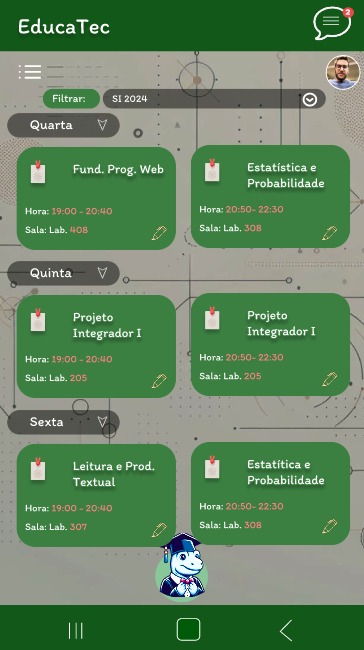 EducaTec
2
Filtrar:
SI 2024
Quarta
Fund. Prog. Web
Hora: 19:00 - 20:40
Sala: Lab. 408
Estatística e
Probabilidade
Hora: 20:50- 22:30
Sala: Lab. 308
Quinta
Projeto
Integrador I
Hora: 19:00 - 20:40
Sala: Lab. 205
Projeto
Integrador I
Hora: 20:50- 22:30
Sala: Lab. 205
Sexta
Leitura e Prod.
Textual
Hora: 19:00 - 20:40
Sala: Lab. 307
Estatítica e
Probabilidade
Hora: 20:50- 22:30
Sala: Lab. 308